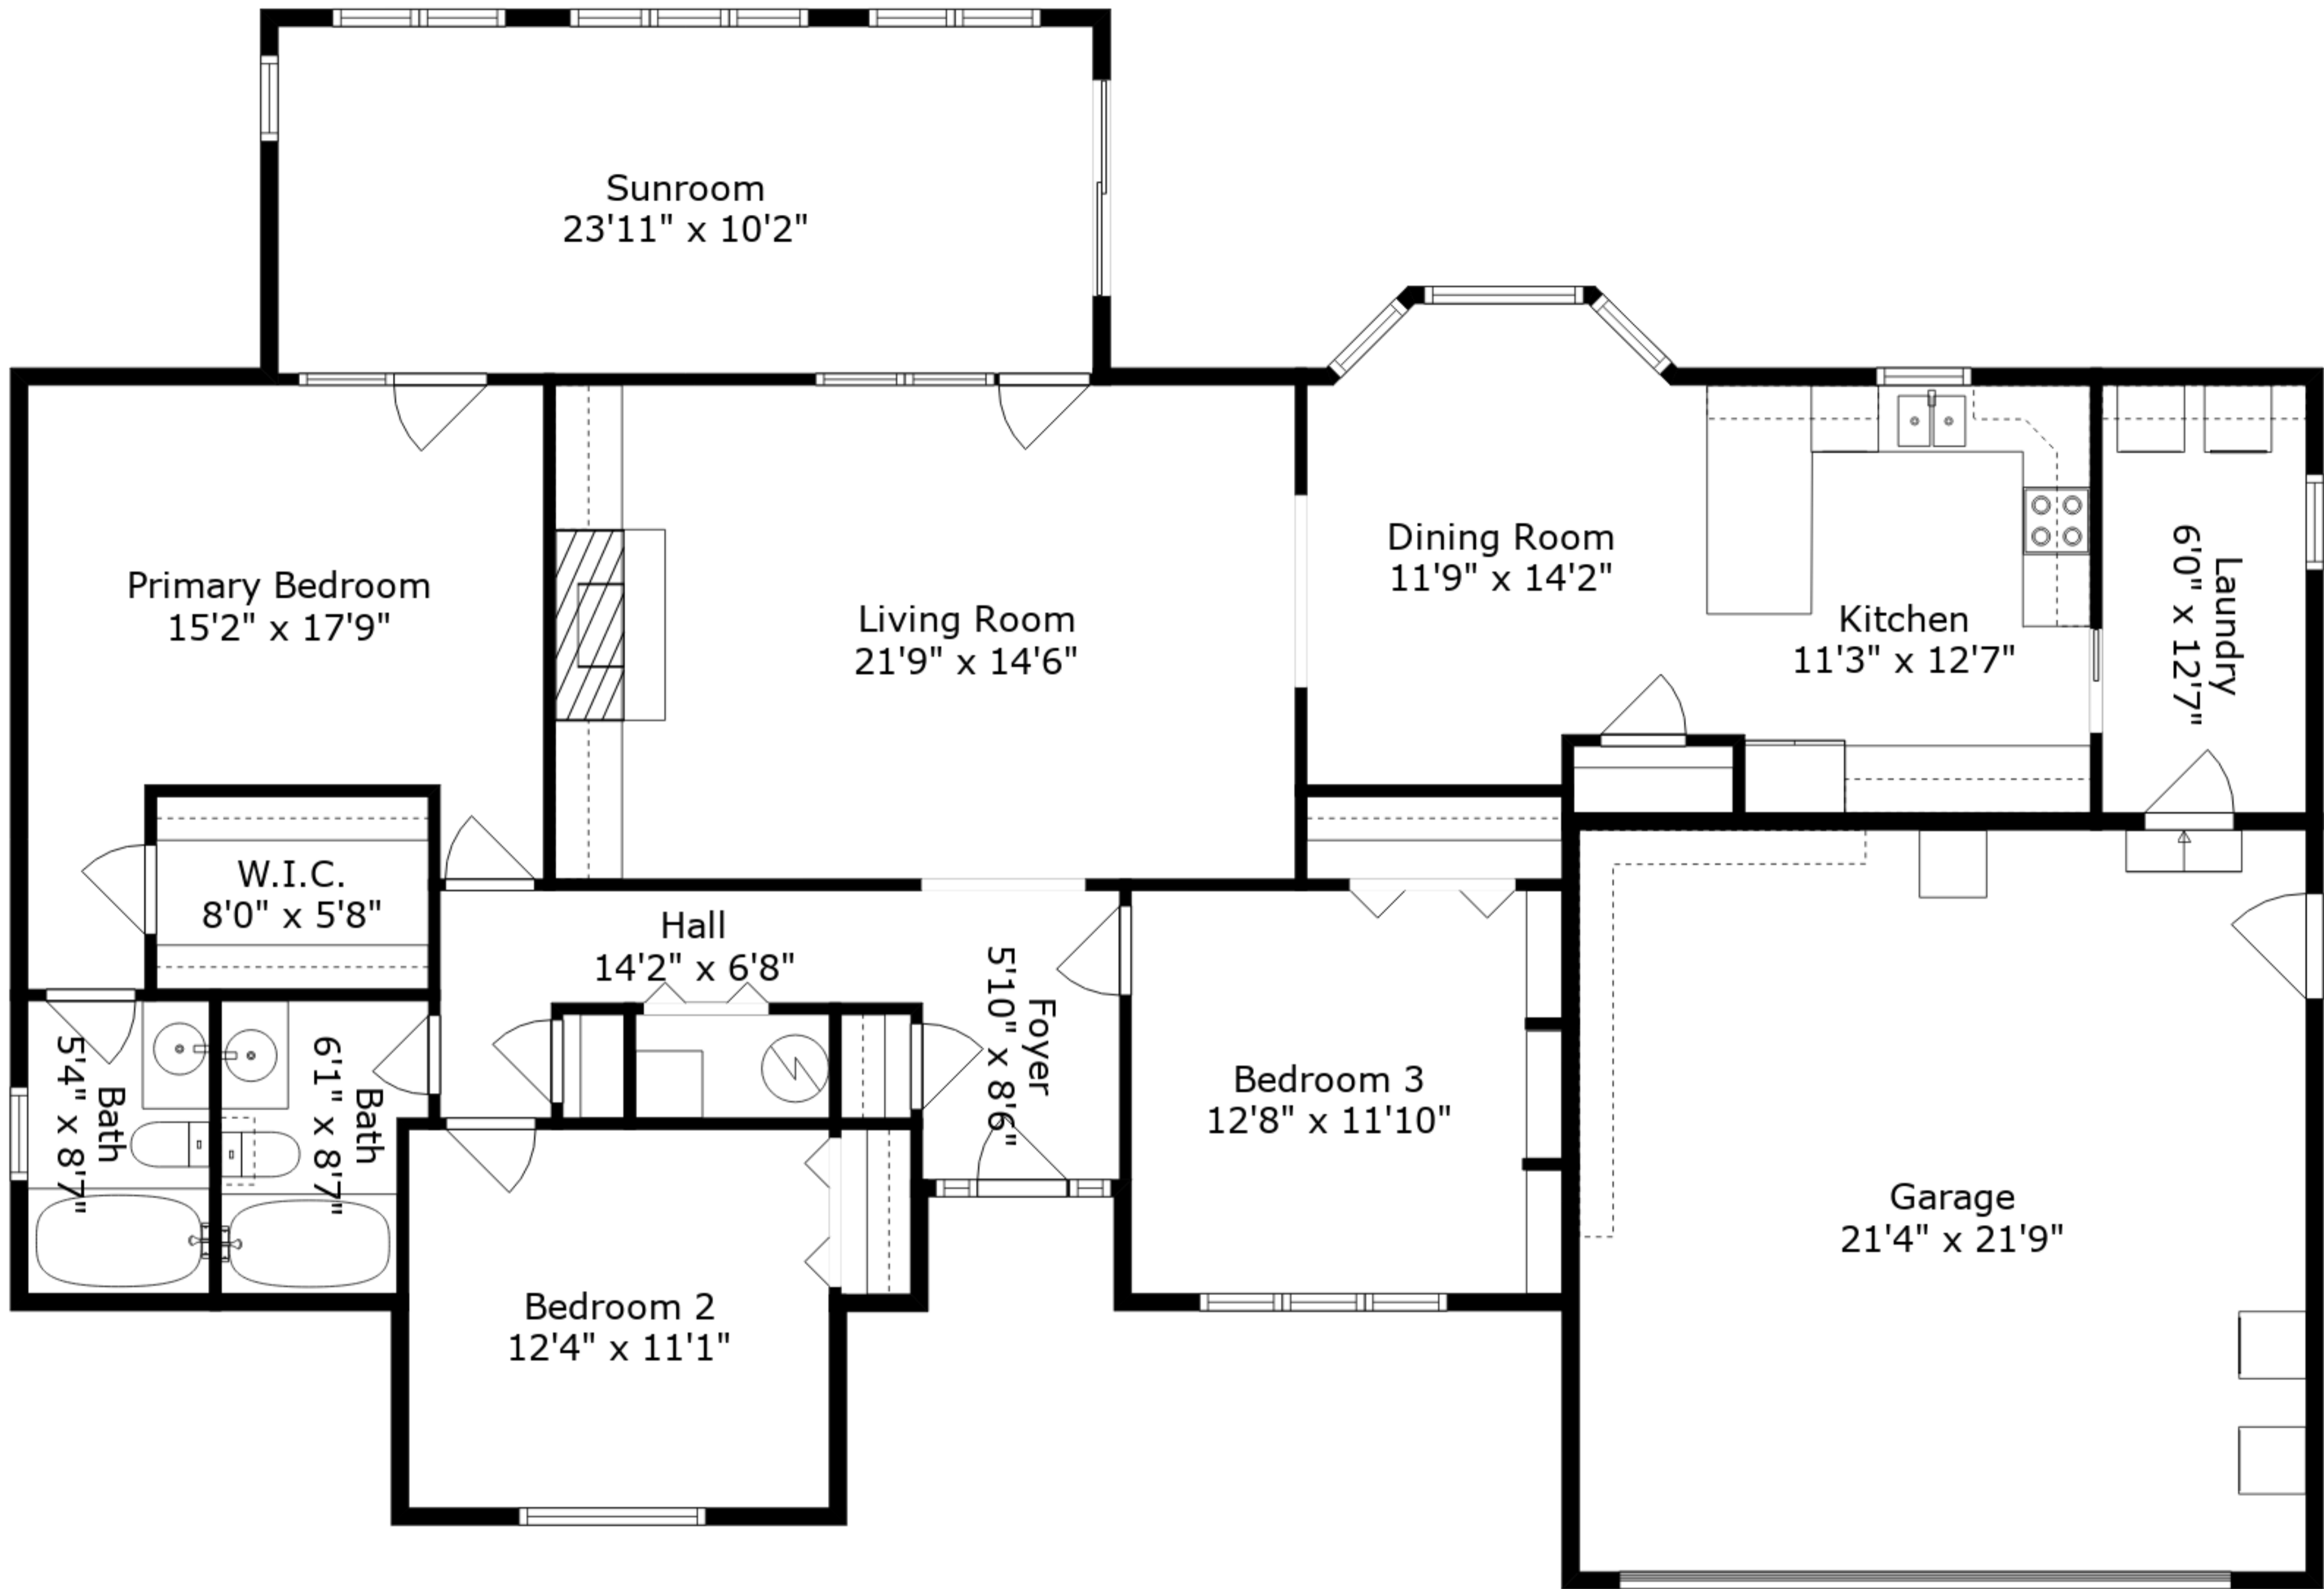 Sunroom
23'11" x 10'2"
Primary Bedroom
15'2" x 17'9"
Living Room
21'9" x 14'6"
Dining Room
11'9" x 14'2"
Kitchen
11'3" x 12'7"
Laundry
6'0" x 12'7"
W.I.C.
8'0" x 5'8"
Hall
14'2" x 6'8"
Foyer
5'10" x 8'6"
Bath
5'4" x 8'7"
Bath
6'1" x 8'7"
Bedroom 3
12'8" x 11'10"
Garage
21'4" x 21'9"
Bedroom 2
12'4" x 11'1"